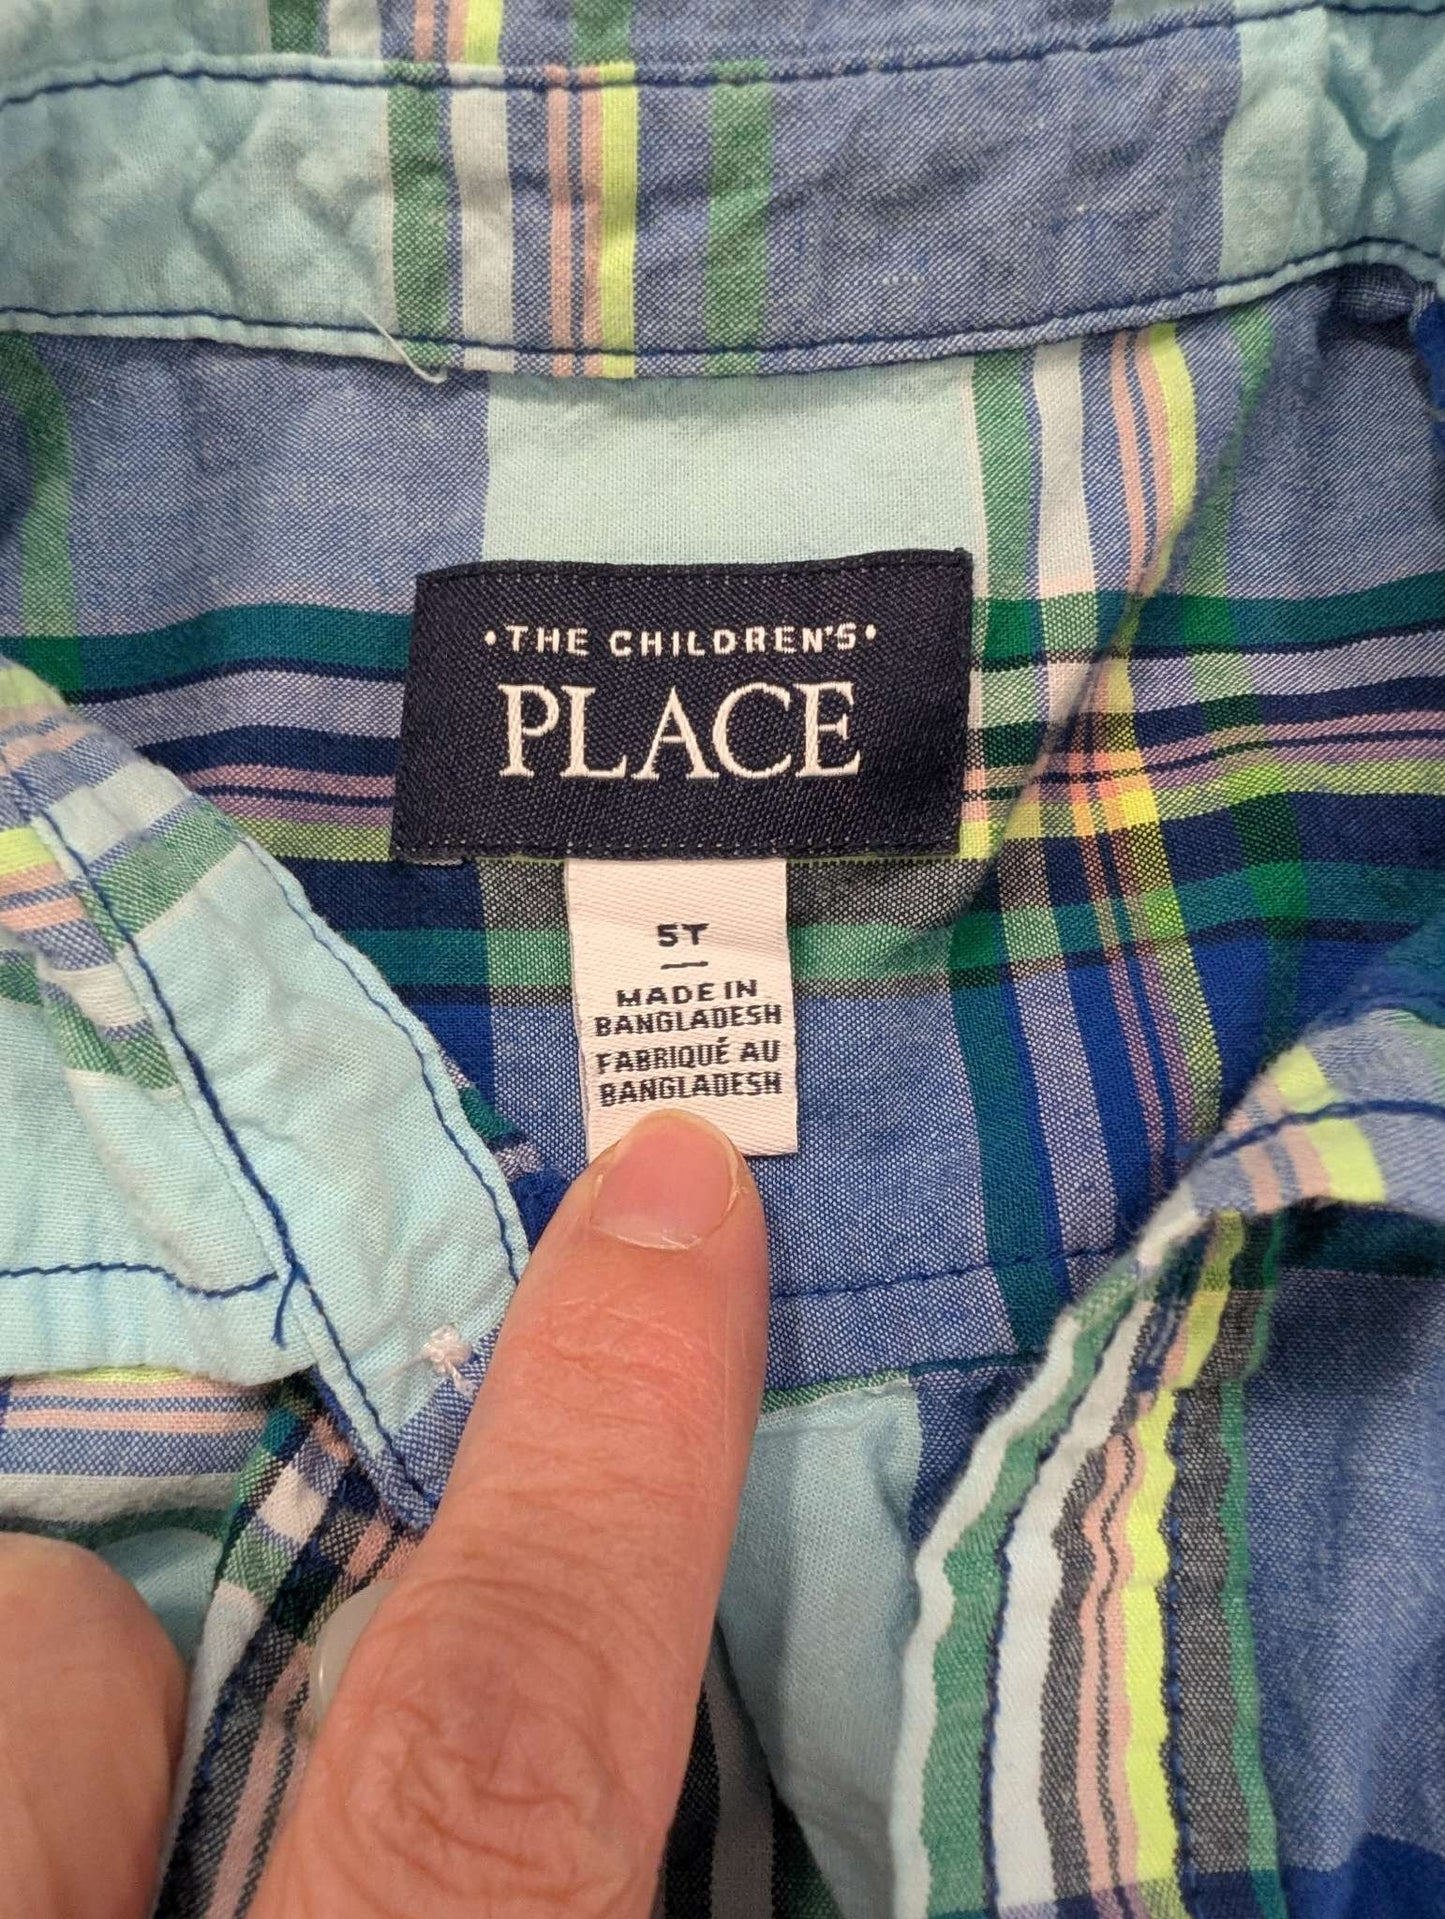 •THE CHILDREN'S•
PLACE
5T
MADE IN
BANGLADESH
FABRIQUÉ AU
BANGLADESH